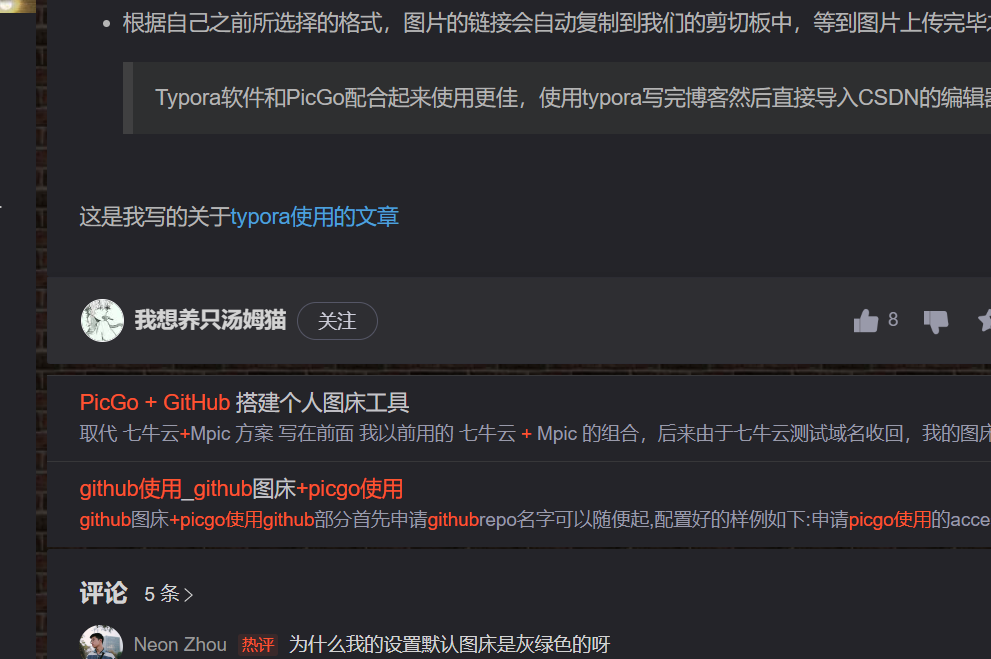 根据自己之前所选择的格式，图片的链接会自动复制到我们的剪切板中，等到图片上传完毕
Typora软件和PicGo配合起来使用更佳，使用typora写完博客然后直接导入CSDN的编辑器
这是我写的关于typora使用的文章
我想养只汤姆猫 关注 8
PicGo + GitHub 搭建个人图床工具
取代 七牛云+Mpic 方案 写在前面 我以前用的 七牛云 + Mpic 的组合，后来由于七牛云测试域名收回，我的图床
github使用_github图床+picgo使用
github图床+picgo使用github部分首先申请githubrepo名字可以随便起,配置好的样例如下:申请picgo使用的acce
评论 5 条
Neon Zhou 热评 为什么我的设置默认图床是灰绿色的呀